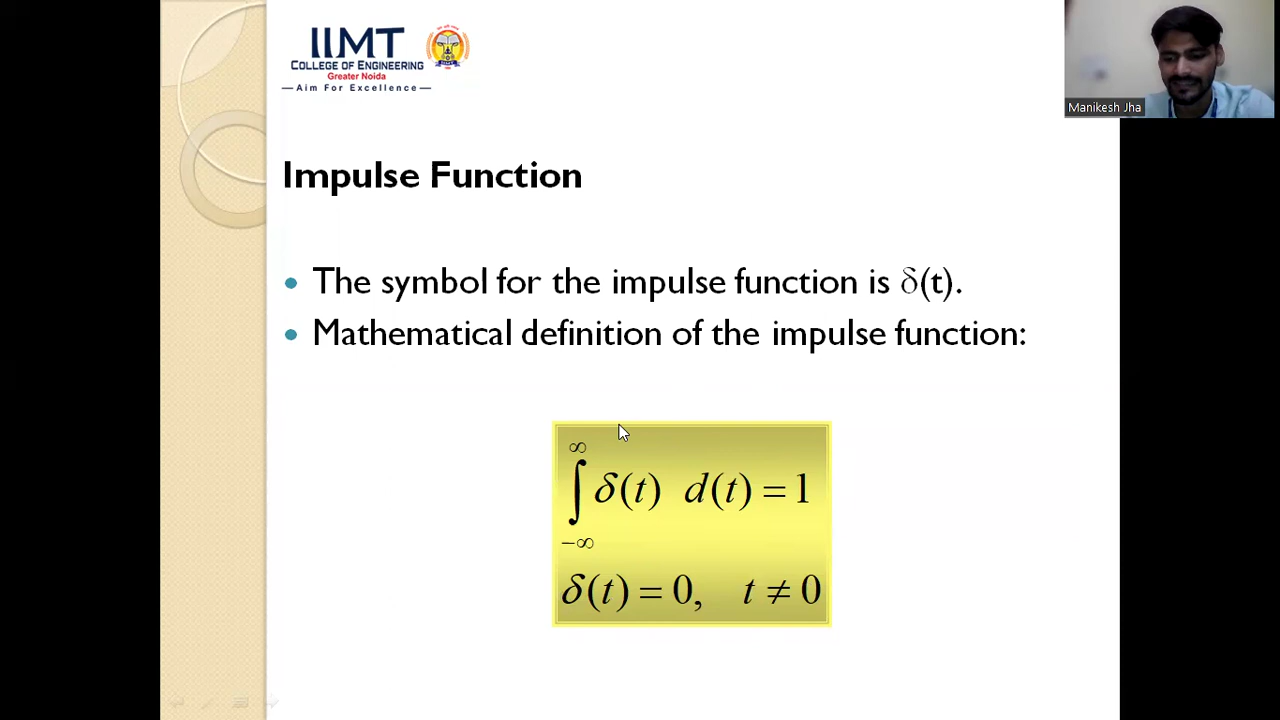 IIMT
COLLEGE OF ENGINEERING
Greater Noida
—Aim For Excellence—
Manikesh Jha
Impulse Function
• The symbol for the impulse function is δ(t).
• Mathematical definition of the impulse function:
∞
∫ δ(t) d(t) = 1
−∞
δ(t) = 0, t ≠ 0